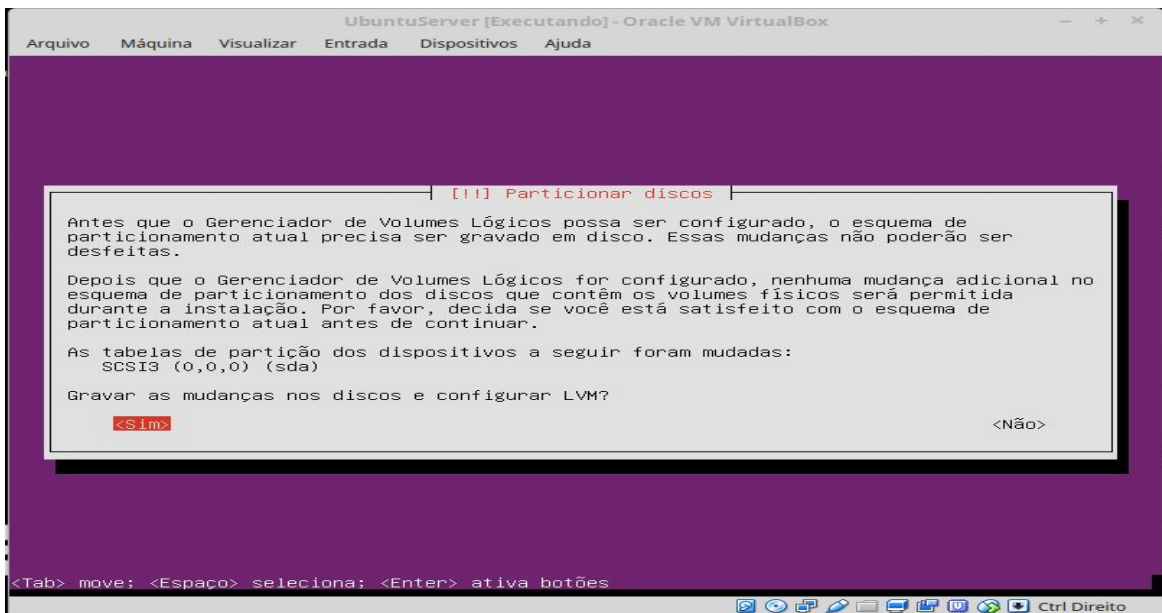 UbuntuServer [Executando] - Oracle VM VirtualBox
Arquivo Máquina Visualizar Entrada Dispositivos Ajuda
[!!] Particionar discos
Antes que o Gerenciador de Volumes Lógicos possa ser configurado, o esquema de
particionamento atual precisa ser gravado em disco. Essas mudanças não poderão ser
desfeitas.
Depois que o Gerenciador de Volumes Lógicos for configurado, nenhuma mudança adicional no
esquema de particionamento dos discos que contêm os volumes físicos será permitida
durante a instalação. Por favor, decida se você está satisfeito com o esquema de
particionamento atual antes de continuar.
As tabelas de partição dos dispositivos a seguir foram mudadas:
SCSI3 (0,0,0) (sda)
Gravar as mudanças nos discos e configurar LVM?
<Sim> <Não>
<Tab> move; <Espaço> seleciona; <Enter> ativa botões
Ctrl Direito